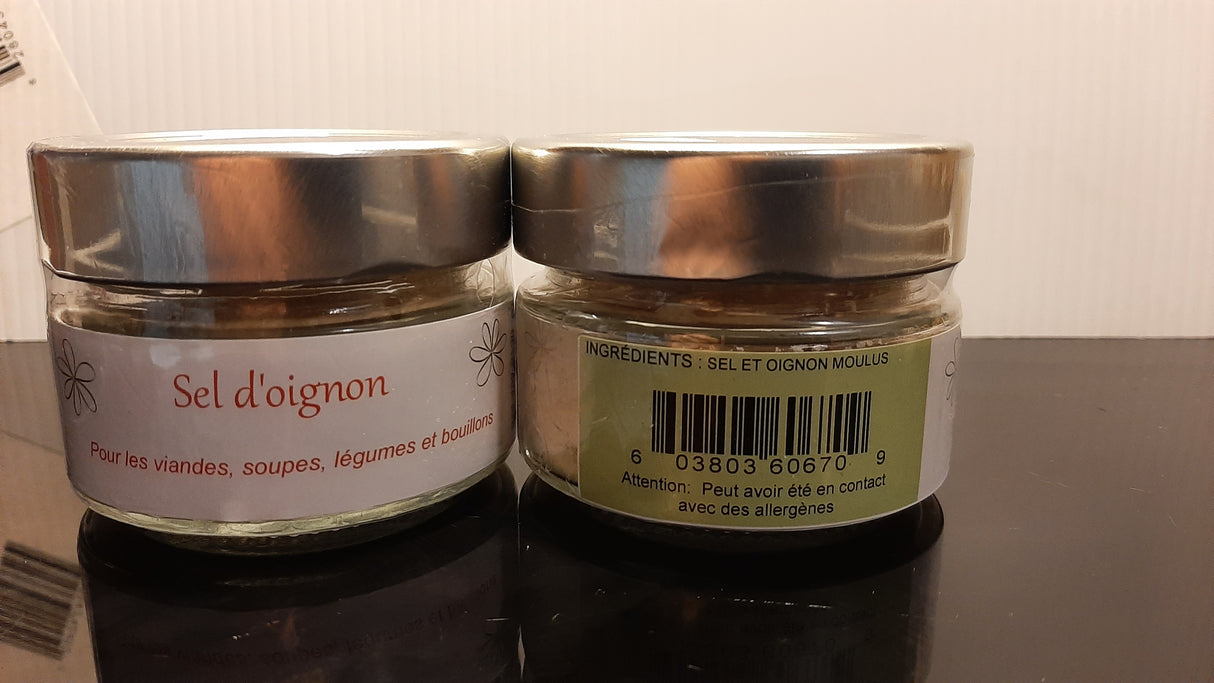 Sel d'oignon
Pour les viandes, soupes, légumes et bouillons
INGRÉDIENTS : SEL ET OIGNON MOULUS
6 03803 60670 9
Attention: Peut avoir été en contact
avec des allergènes